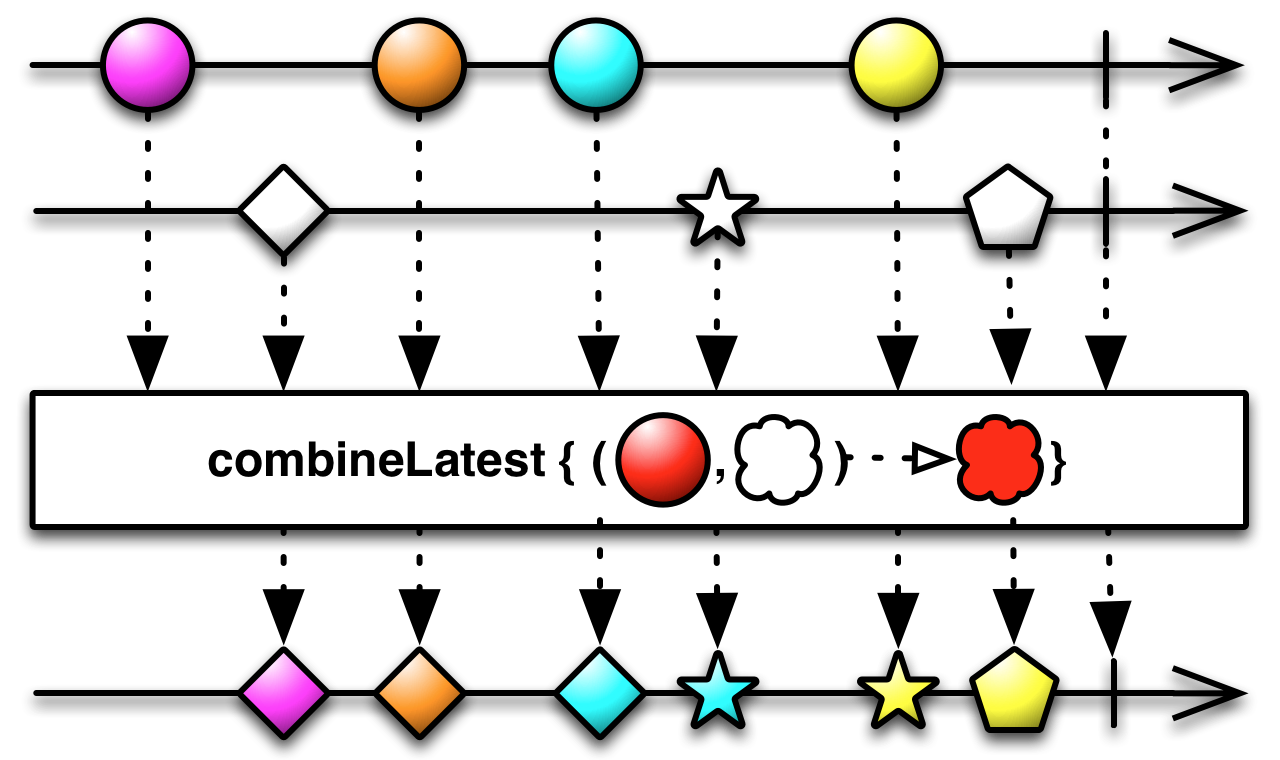 combineLatest { ( , ) }